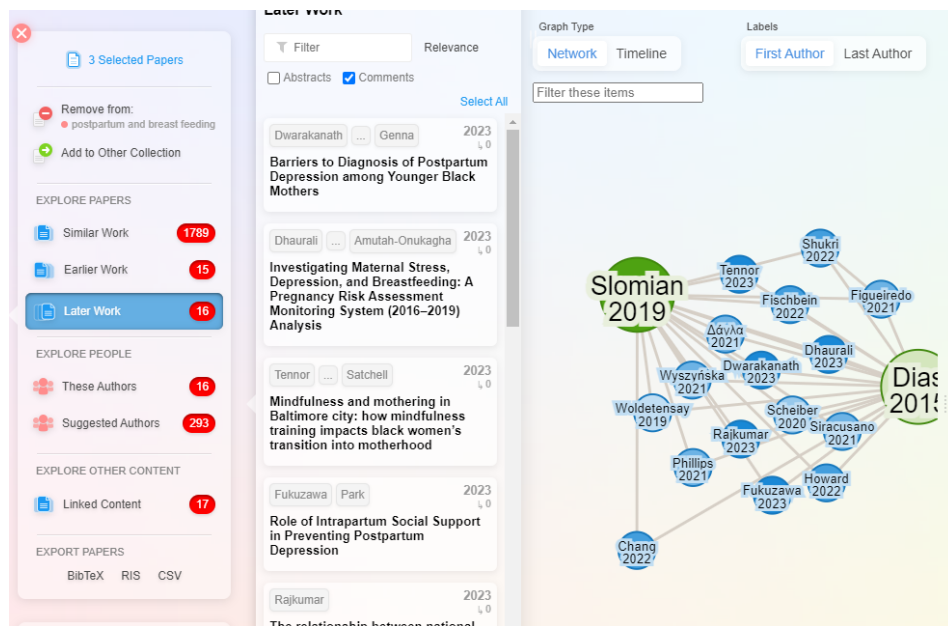 3 Selected Papers
Remove from:
postpartum and breast feeding
Add to Other Collection
EXPLORE PAPERS
Similar Work 1789
Earlier Work 15
Later Work 16
EXPLORE PEOPLE
These Authors 16
Suggested Authors 293
EXPLORE OTHER CONTENT
Linked Content 17
EXPORT PAPERS
BibTeX RIS CSV
Later Work
Filter Relevance
Abstracts Comments
Select All
Dwarakanath ... Genna 2023
0
Barriers to Diagnosis of Postpartum
Depression among Younger Black
Mothers
Dhaurali ... Amutah-Onukagha 2023
0
Investigating Maternal Stress,
Depression, and Breastfeeding: A
Pregnancy Risk Assessment
Monitoring System (2016–2019)
Analysis
Tennor ... Satchell 2023
0
Mindfulness and mothering in
Baltimore city: how mindfulness
training impacts black women's
transition into motherhood
Fukuzawa Park 2023
0
Role of Intrapartum Social Support
in Preventing Postpartum
Depression
Rajkumar 2023
0
The relationship between national
Graph Type
Network Timeline
Labels
First Author Last Author
Filter these items
Shukri
2022
Tennor
2023
Slomian
2019
Fischbein
2022
Figueiredo
2021
Δάγλα
2021
Dhaurali
2023
Wyszyńska
2021
Dwarakanath
2023
Dias
2015
Woldetensay
2019
Scheiber
2020
Siracusano
2021
Rajkumar
2023
Phillips
2021
Howard
2022
Fukuzawa
2023
Chang
2022